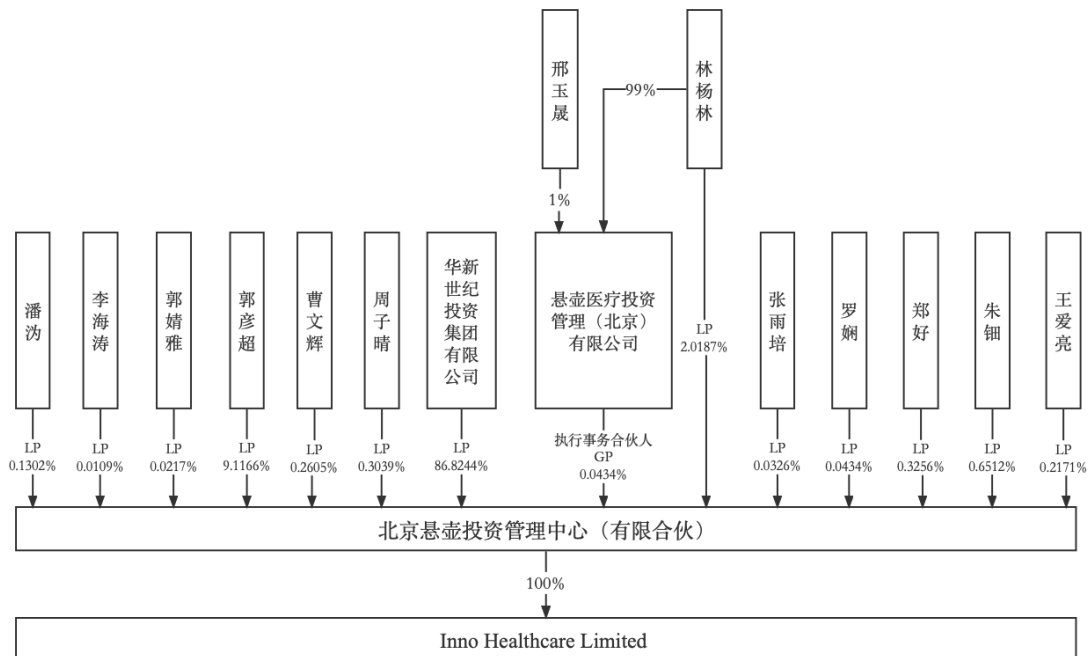 邢玉晟
林杨林
99%
1%
潘沩
李海涛
郭婧雅
郭彦超
曹文辉
周子晴
华新
世纪
投资
集团
有限
公司
悬壶医疗投资
管理（北京）
有限公司
张雨培
罗娴
郑好
朱钿
王爱亮
LP
2.0187%
LP
0.1302%
LP
0.0109%
LP
0.0217%
LP
9.1166%
LP
0.2605%
LP
0.3039%
LP
86.8244%
执行事务合伙人
GP
0.0434%
LP
0.0326%
LP
0.0434%
LP
0.3256%
LP
0.6512%
LP
0.2171%
北京悬壶投资管理中心（有限合伙）
100%
Inno Healthcare Limited